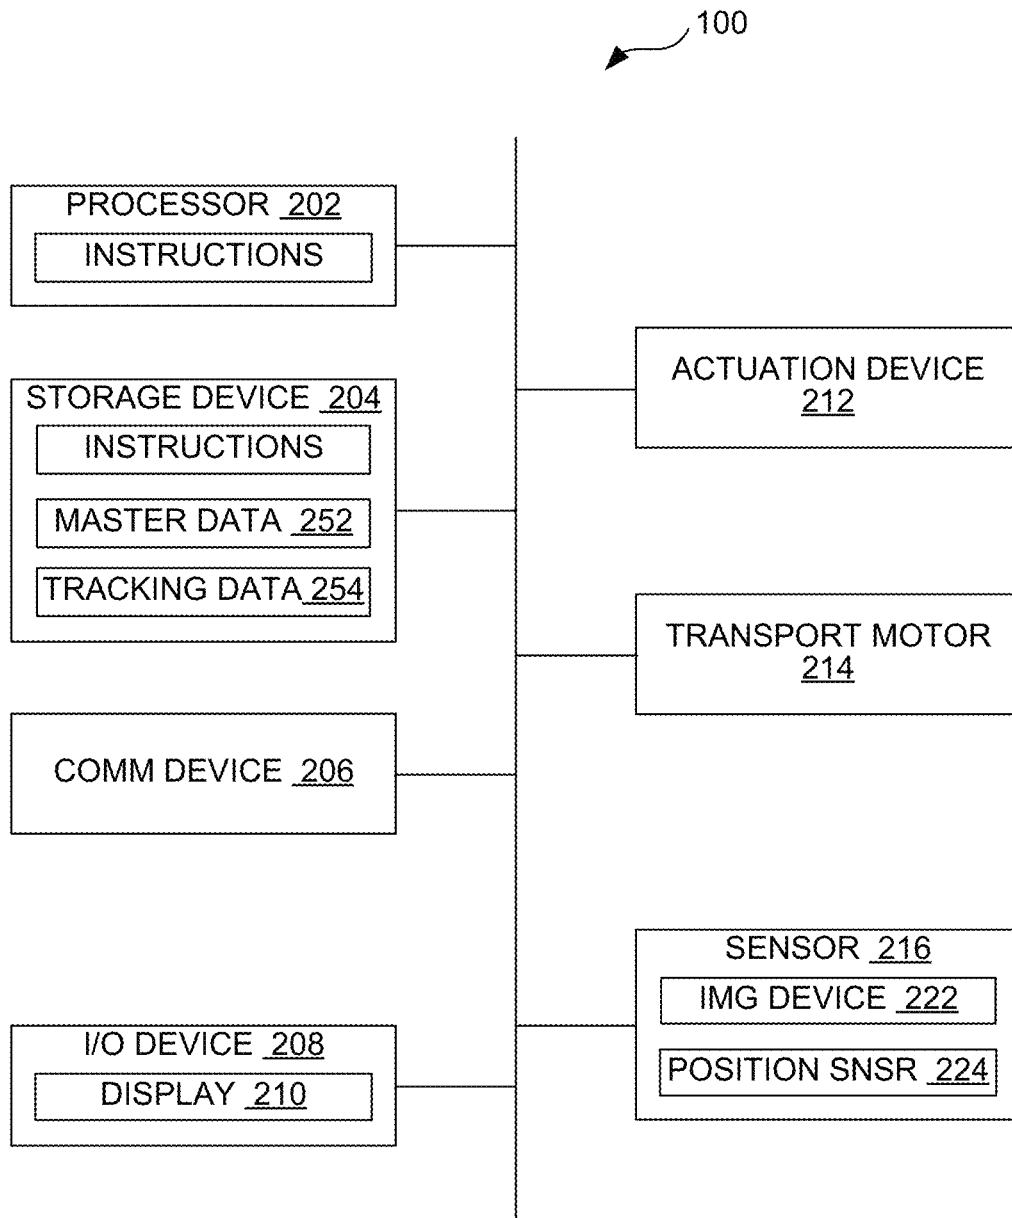 100
PROCESSOR 202
INSTRUCTIONS
STORAGE DEVICE 204
INSTRUCTIONS
MASTER DATA 252
TRACKING DATA 254
COMM DEVICE 206
I/O DEVICE 208
DISPLAY 210
ACTUATION DEVICE
212
TRANSPORT MOTOR
214
SENSOR 216
IMG DEVICE 222
POSITION SNSR 224